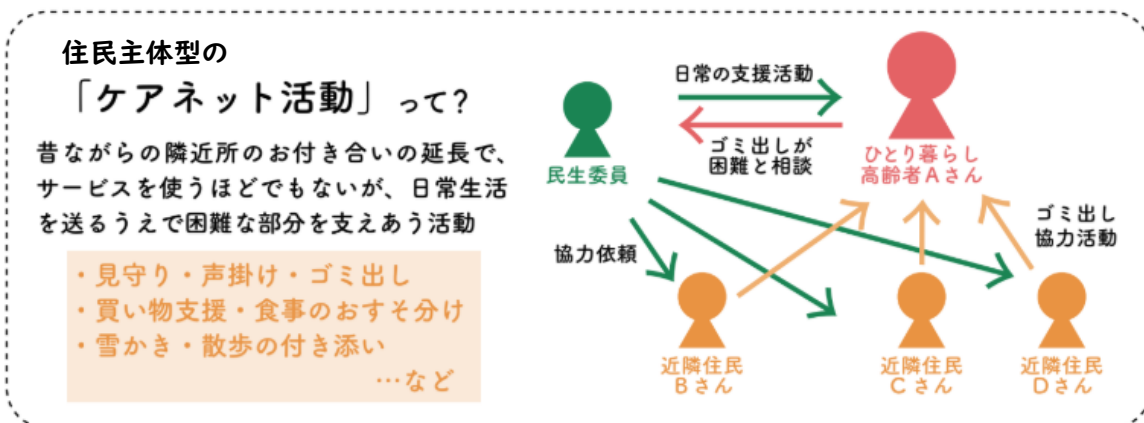 住民主体型の
「ケアネット活動」って？
昔ながらの隣近所のお付き合いの延長で、
サービスを使うほどでもないが、日常生活
を送るうえで困難な部分を支えあう活動
・見守り・声掛け・ゴミ出し
・買い物支援・食事のおすそ分け
・雪かき・散歩の付き添い
…など
日常の支援活動
ゴミ出しが
困難と相談
民生委員
ひとり暮らし
高齢者Aさん
協力依頼
ゴミ出し
協力活動
近隣住民
Bさん
近隣住民
Cさん
近隣住民
Dさん